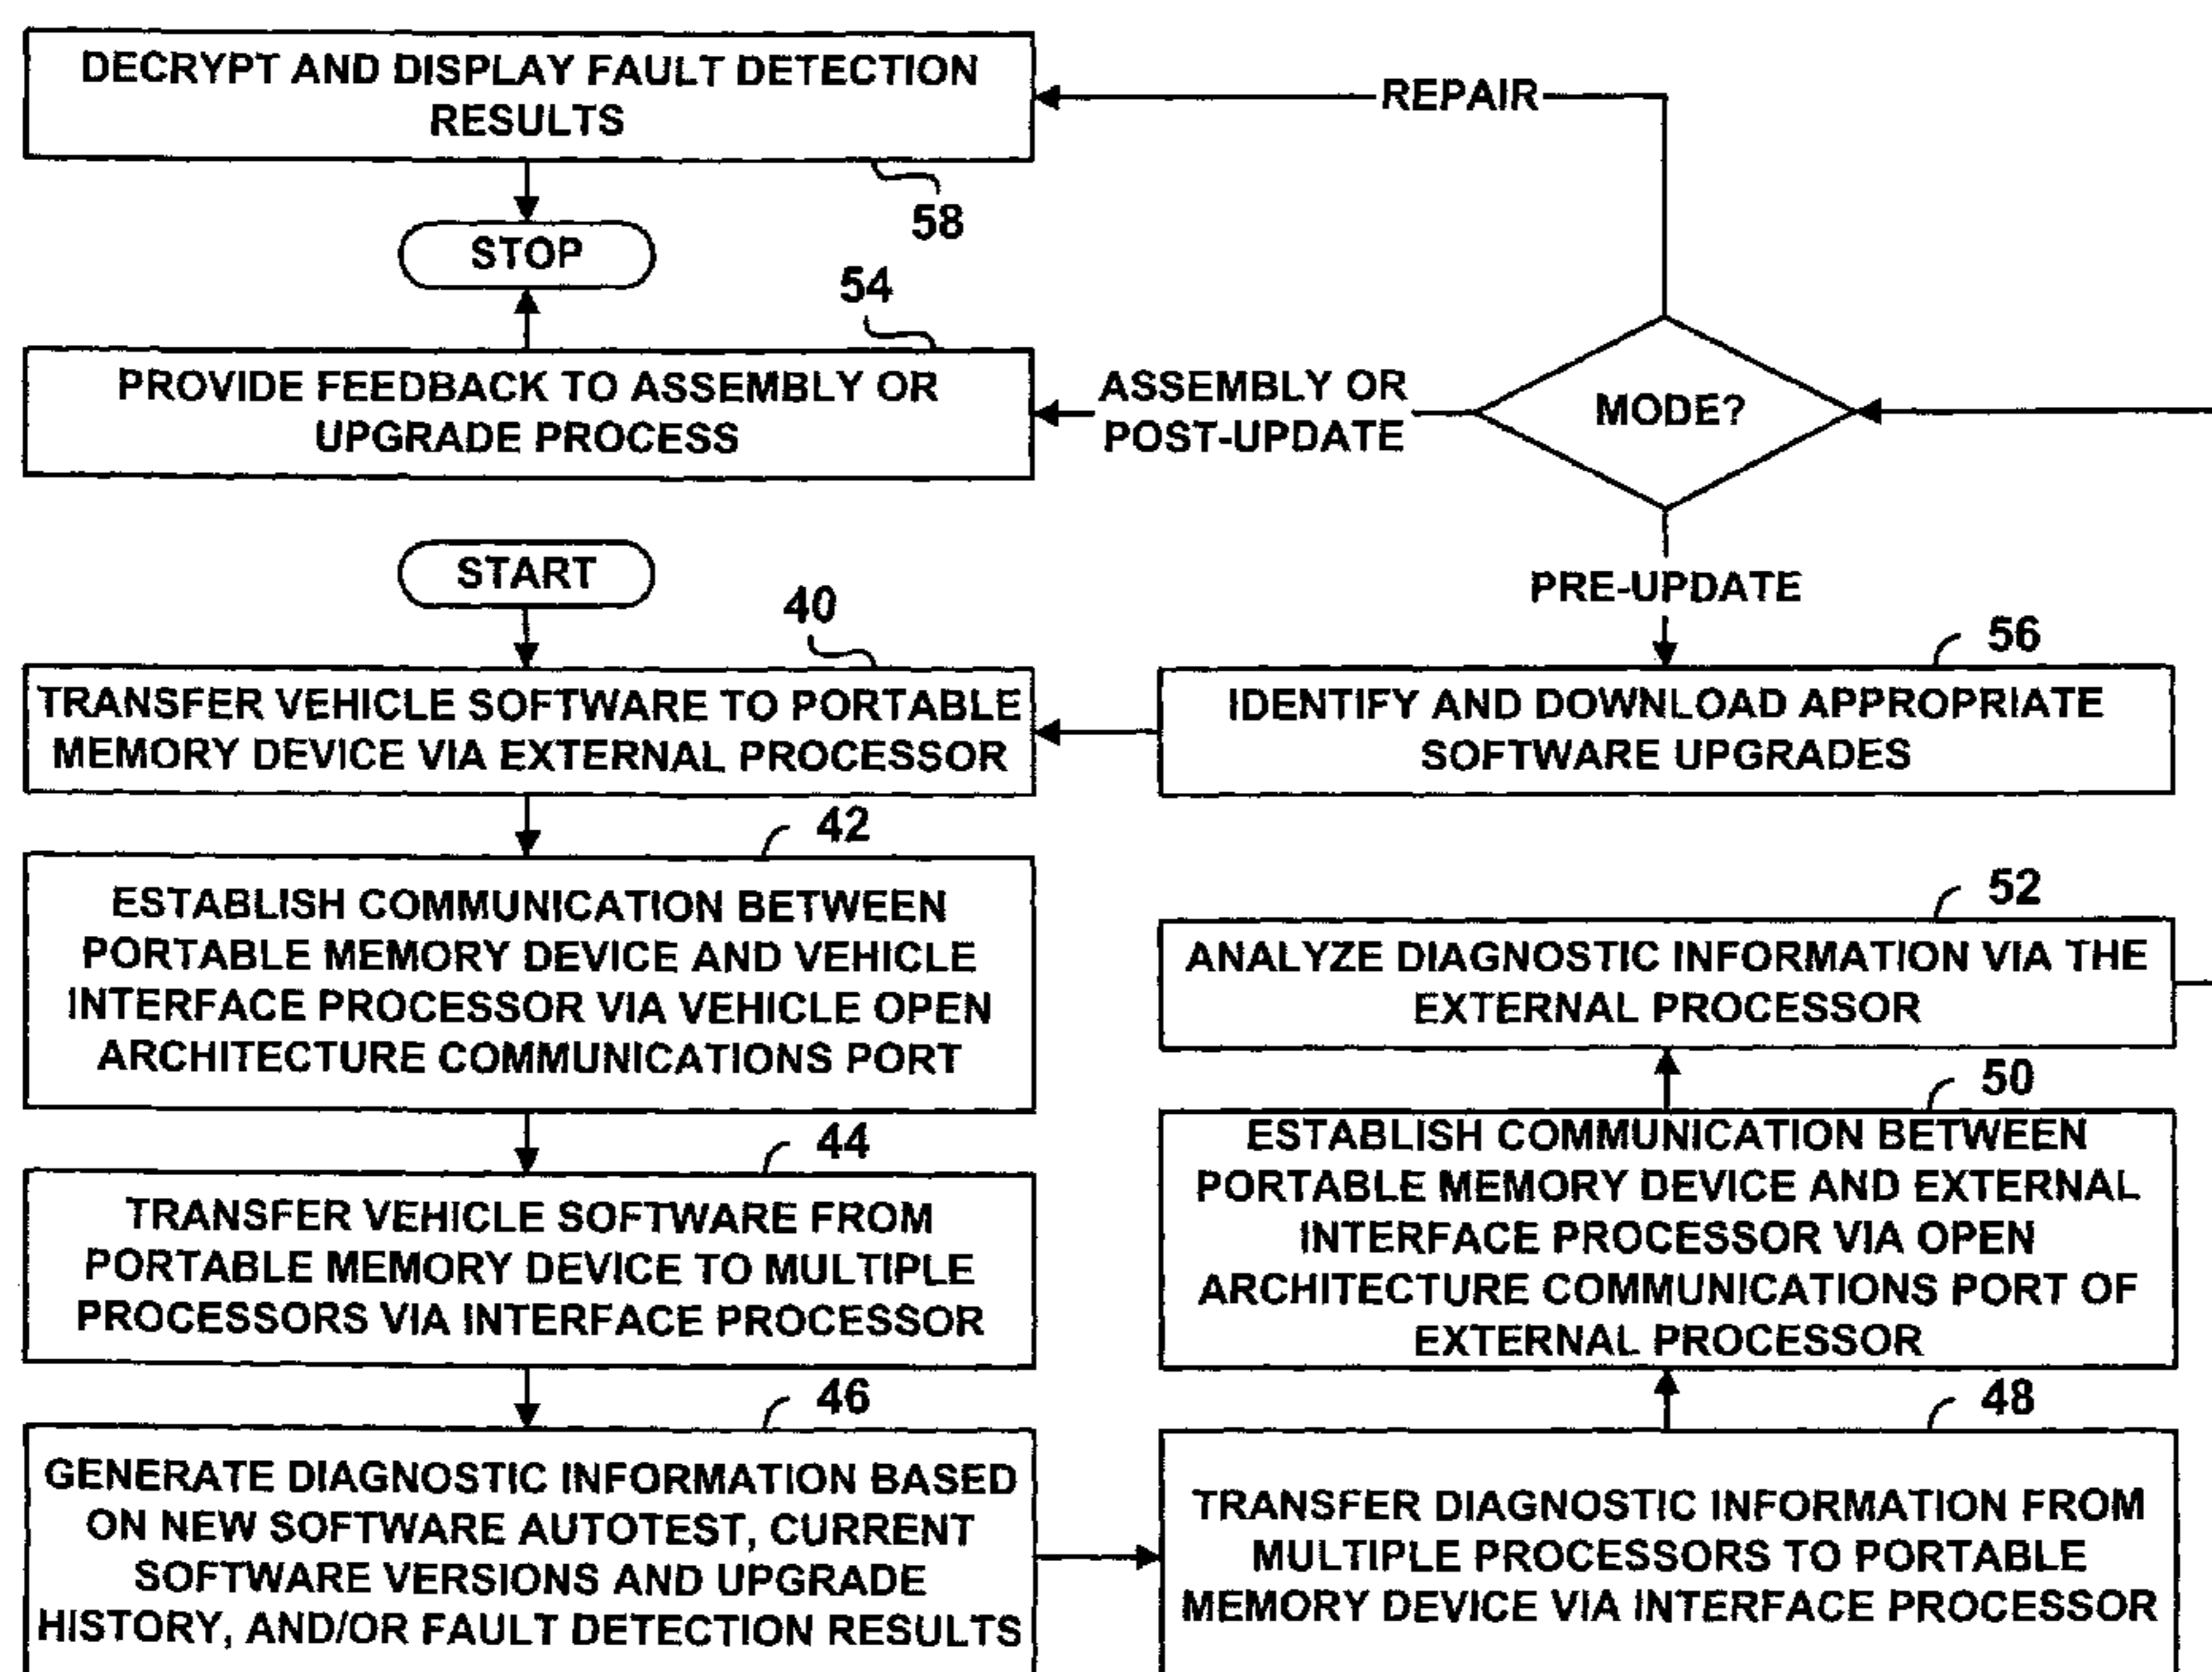 DECRYPT AND DISPLAY FAULT DETECTION
RESULTS
58
REPAIR
STOP
54
PROVIDE FEEDBACK TO ASSEMBLY OR
UPGRADE PROCESS
ASSEMBLY OR
POST-UPDATE
MODE?
PRE-UPDATE
START
40
TRANSFER VEHICLE SOFTWARE TO PORTABLE
MEMORY DEVICE VIA EXTERNAL PROCESSOR
56
IDENTIFY AND DOWNLOAD APPROPRIATE
SOFTWARE UPGRADES
42
ESTABLISH COMMUNICATION BETWEEN
PORTABLE MEMORY DEVICE AND VEHICLE
INTERFACE PROCESSOR VIA VEHICLE OPEN
ARCHITECTURE COMMUNICATIONS PORT
52
ANALYZE DIAGNOSTIC INFORMATION VIA THE
EXTERNAL PROCESSOR
44
TRANSFER VEHICLE SOFTWARE FROM
PORTABLE MEMORY DEVICE TO MULTIPLE
PROCESSORS VIA INTERFACE PROCESSOR
50
ESTABLISH COMMUNICATION BETWEEN
PORTABLE MEMORY DEVICE AND EXTERNAL
INTERFACE PROCESSOR VIA OPEN
ARCHITECTURE COMMUNICATIONS PORT OF
EXTERNAL PROCESSOR
46
GENERATE DIAGNOSTIC INFORMATION BASED
ON NEW SOFTWARE AUTOTEST, CURRENT
SOFTWARE VERSIONS AND UPGRADE
HISTORY, AND/OR FAULT DETECTION RESULTS
48
TRANSFER DIAGNOSTIC INFORMATION FROM
MULTIPLE PROCESSORS TO PORTABLE
MEMORY DEVICE VIA INTERFACE PROCESSOR